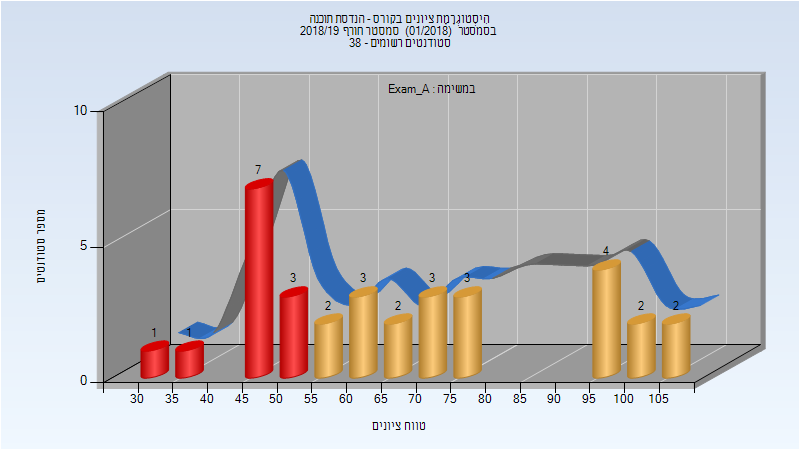 הִיסְטוֹגְרָמַת ציונים בקורס - הנדסת תוכנה
בסמסטר (01/2018) סמסטר חורף 2018/19
סטודנטים רשומים - 38
במשימה : Exam_A
מספר סטודנטים
10
5
0
7
4
3
3
3
3
2
2
2
2
1
1
30 35 40 45 50 55 60 65 70 75 80 85 90 95 100 105
טווח ציונים